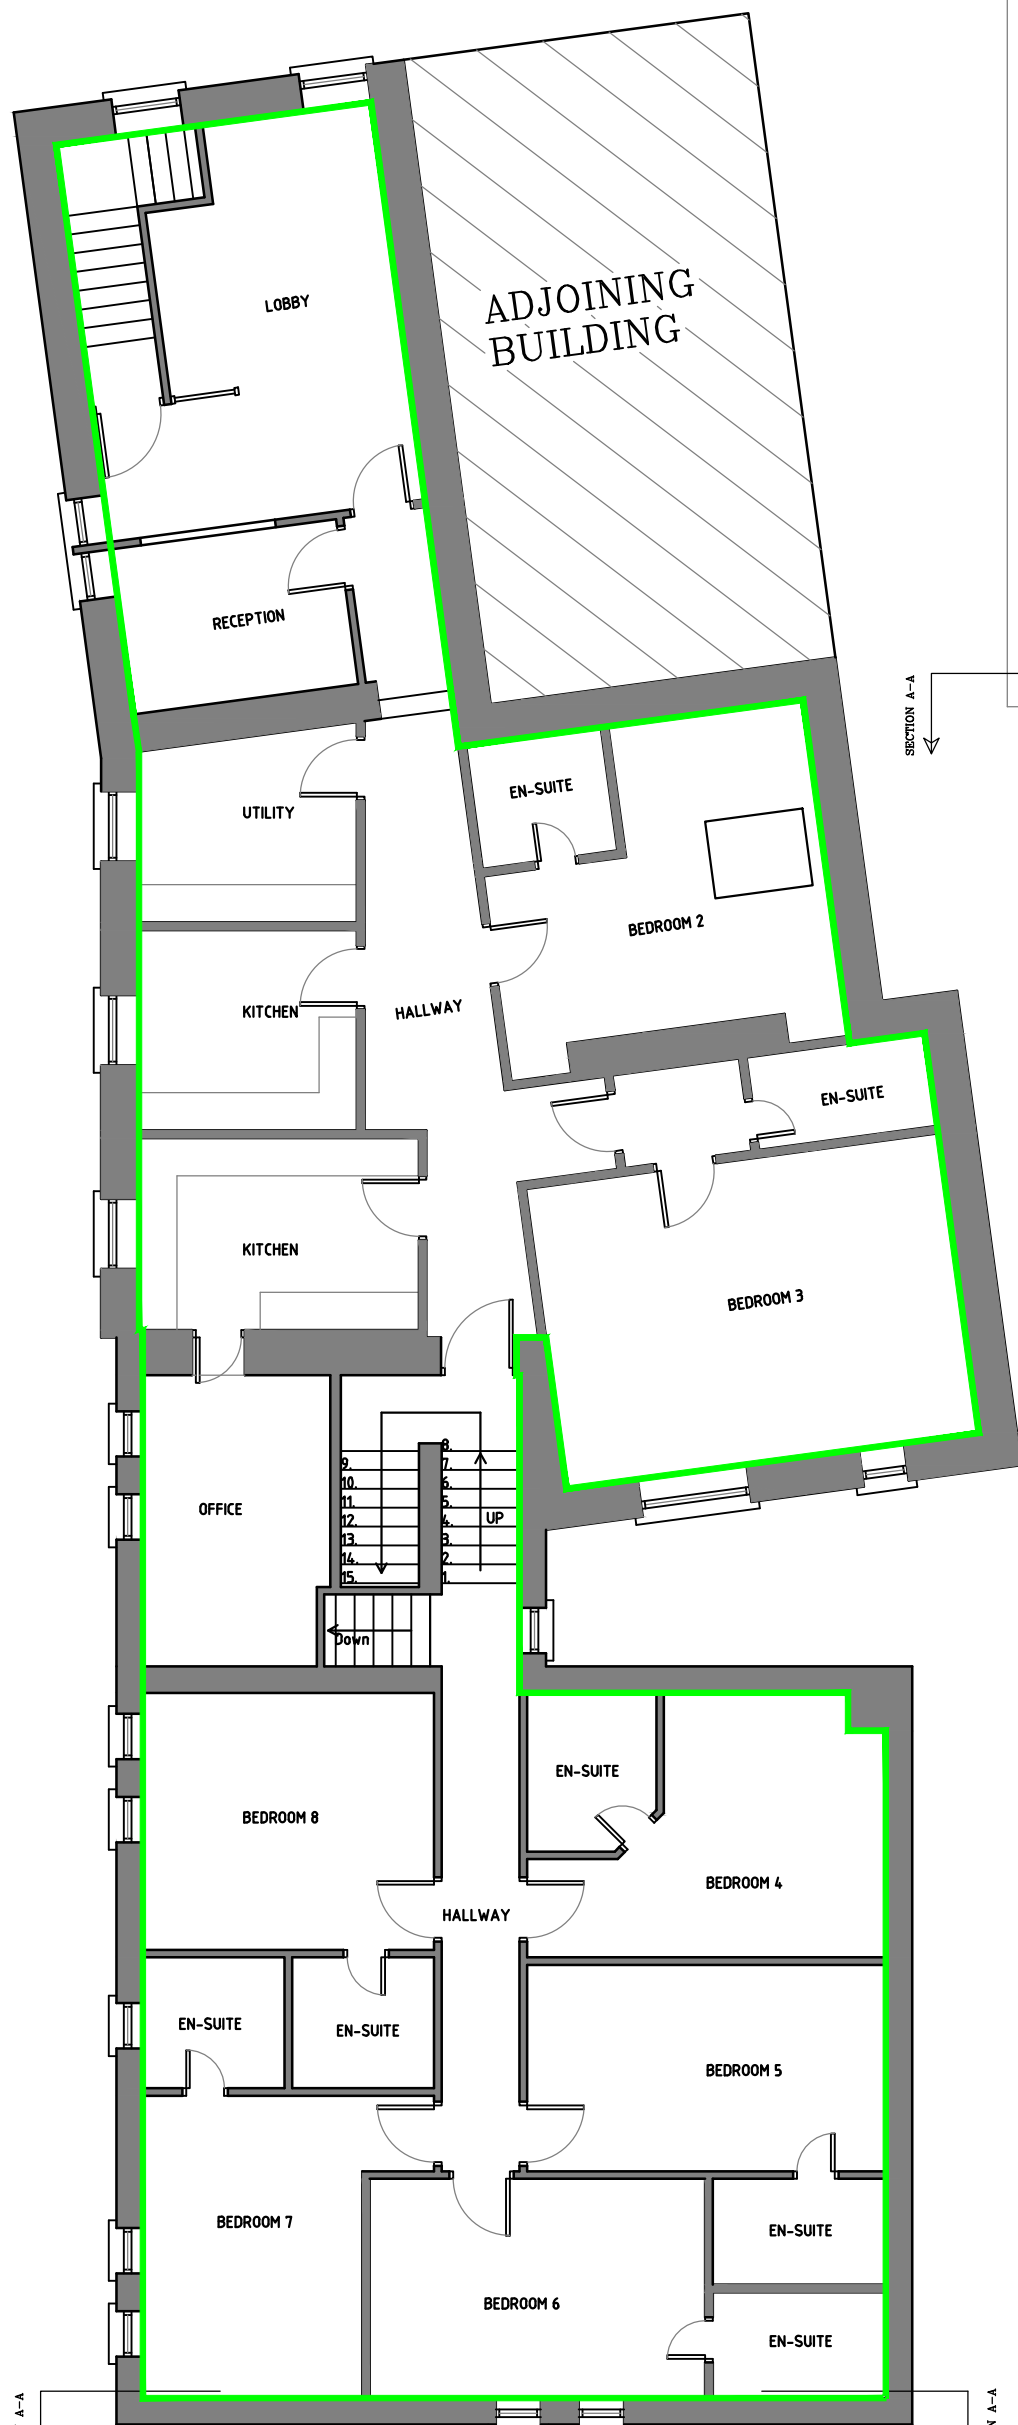 ADJOINING
BUILDING
LOBBY
RECEPTION
SECTION A-A
EN-SUITE
UTILITY
BEDROOM 2
KITCHEN
HALLWAY
EN-SUITE
KITCHEN
BEDROOM 3
8.
9.
7.
10.
6.
11.
5.
OFFICE
12.
4.
UP
13.
3.
14.
2.
15.
1.
Down
EN-SUITE
BEDROOM 8
BEDROOM 4
HALLWAY
EN-SUITE
EN-SUITE
BEDROOM 5
BEDROOM 7
EN-SUITE
BEDROOM 6
EN-SUITE
A-A
A-A